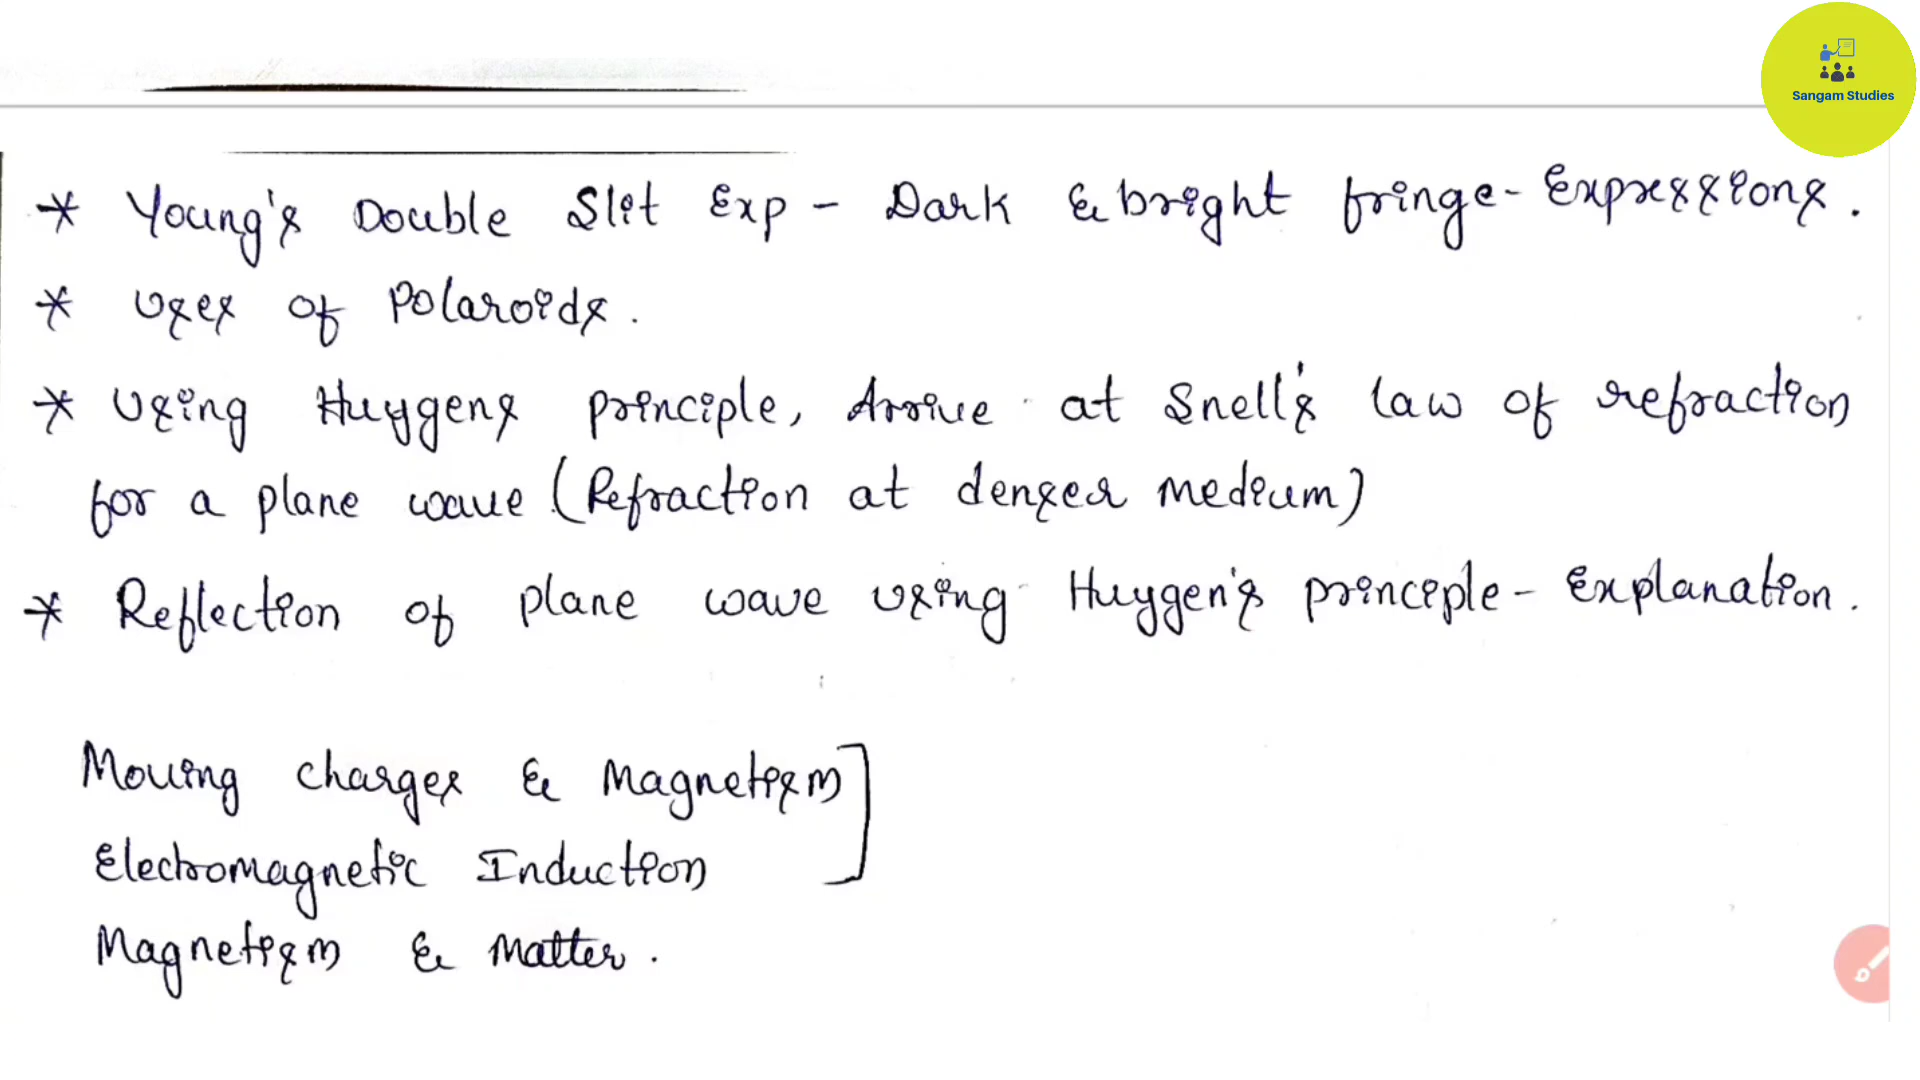 Sangam Studies
* Young's Double Slit Exp - Dark & bright fringe - Expressions.
* Uses of Polaroids.
* Using Huygens principle, Arrive at Snell's law of refraction
for a plane wave (Refraction at denser medium)
* Reflection of plane wave using Huygen's principle - Explanation.
Moving charges & Magnetism
Electromagnetic Induction
Magnetism & Matter.